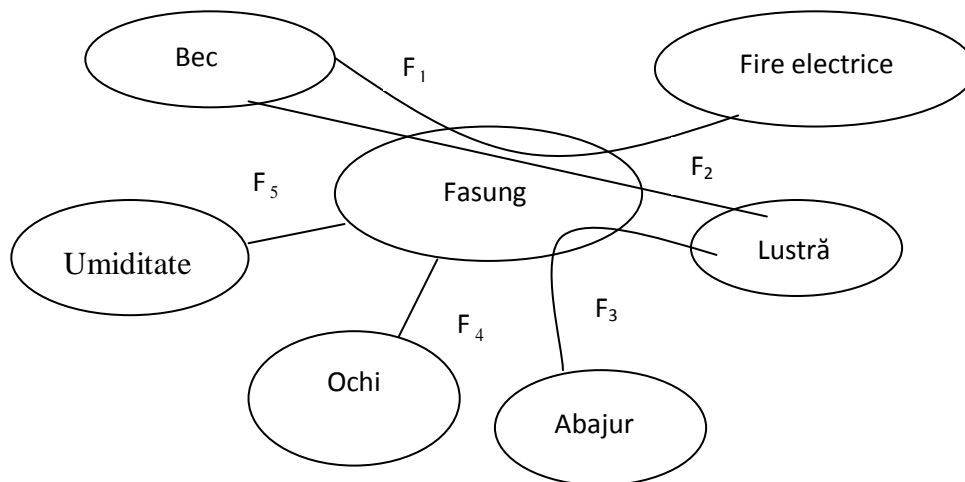 Bec
F₁
Fire electrice
F₂
F₅
Fasung
Umiditate
Lustră
F₃
F₄
Ochi
Abajur